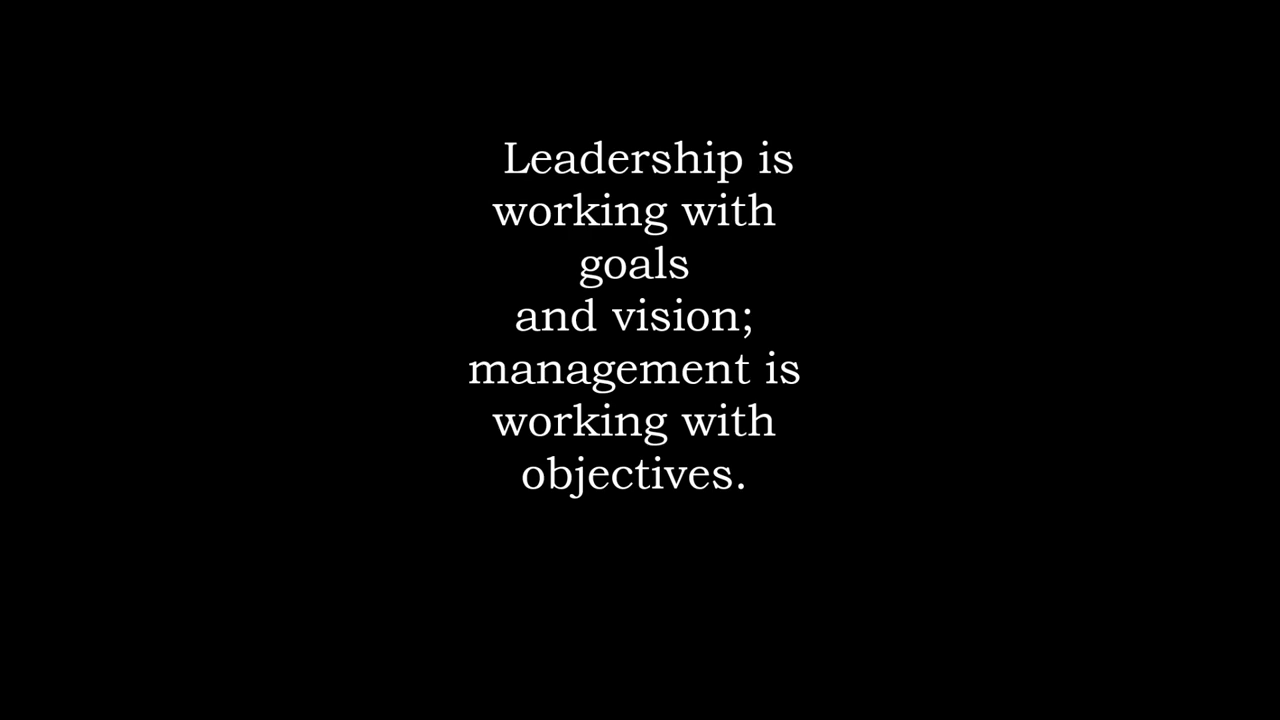 Leadership is
working with
goals
and vision;
management is
working with
objectives.